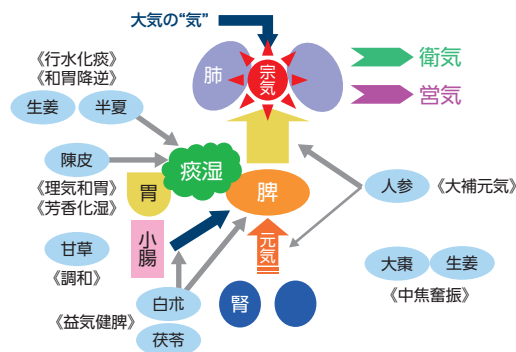 大気の“気”
《行水化痰》
《和胃降逆》
生姜
半夏
肺
宗気
衛気
営気
陳皮
痰湿
《理気和胃》
《芳香化湿》
胃
脾
人参
《大補元気》
小腸
元気
甘草
《調和》
大棗
生姜
《中焦奮振》
白朮
腎
《益気健脾》
茯苓